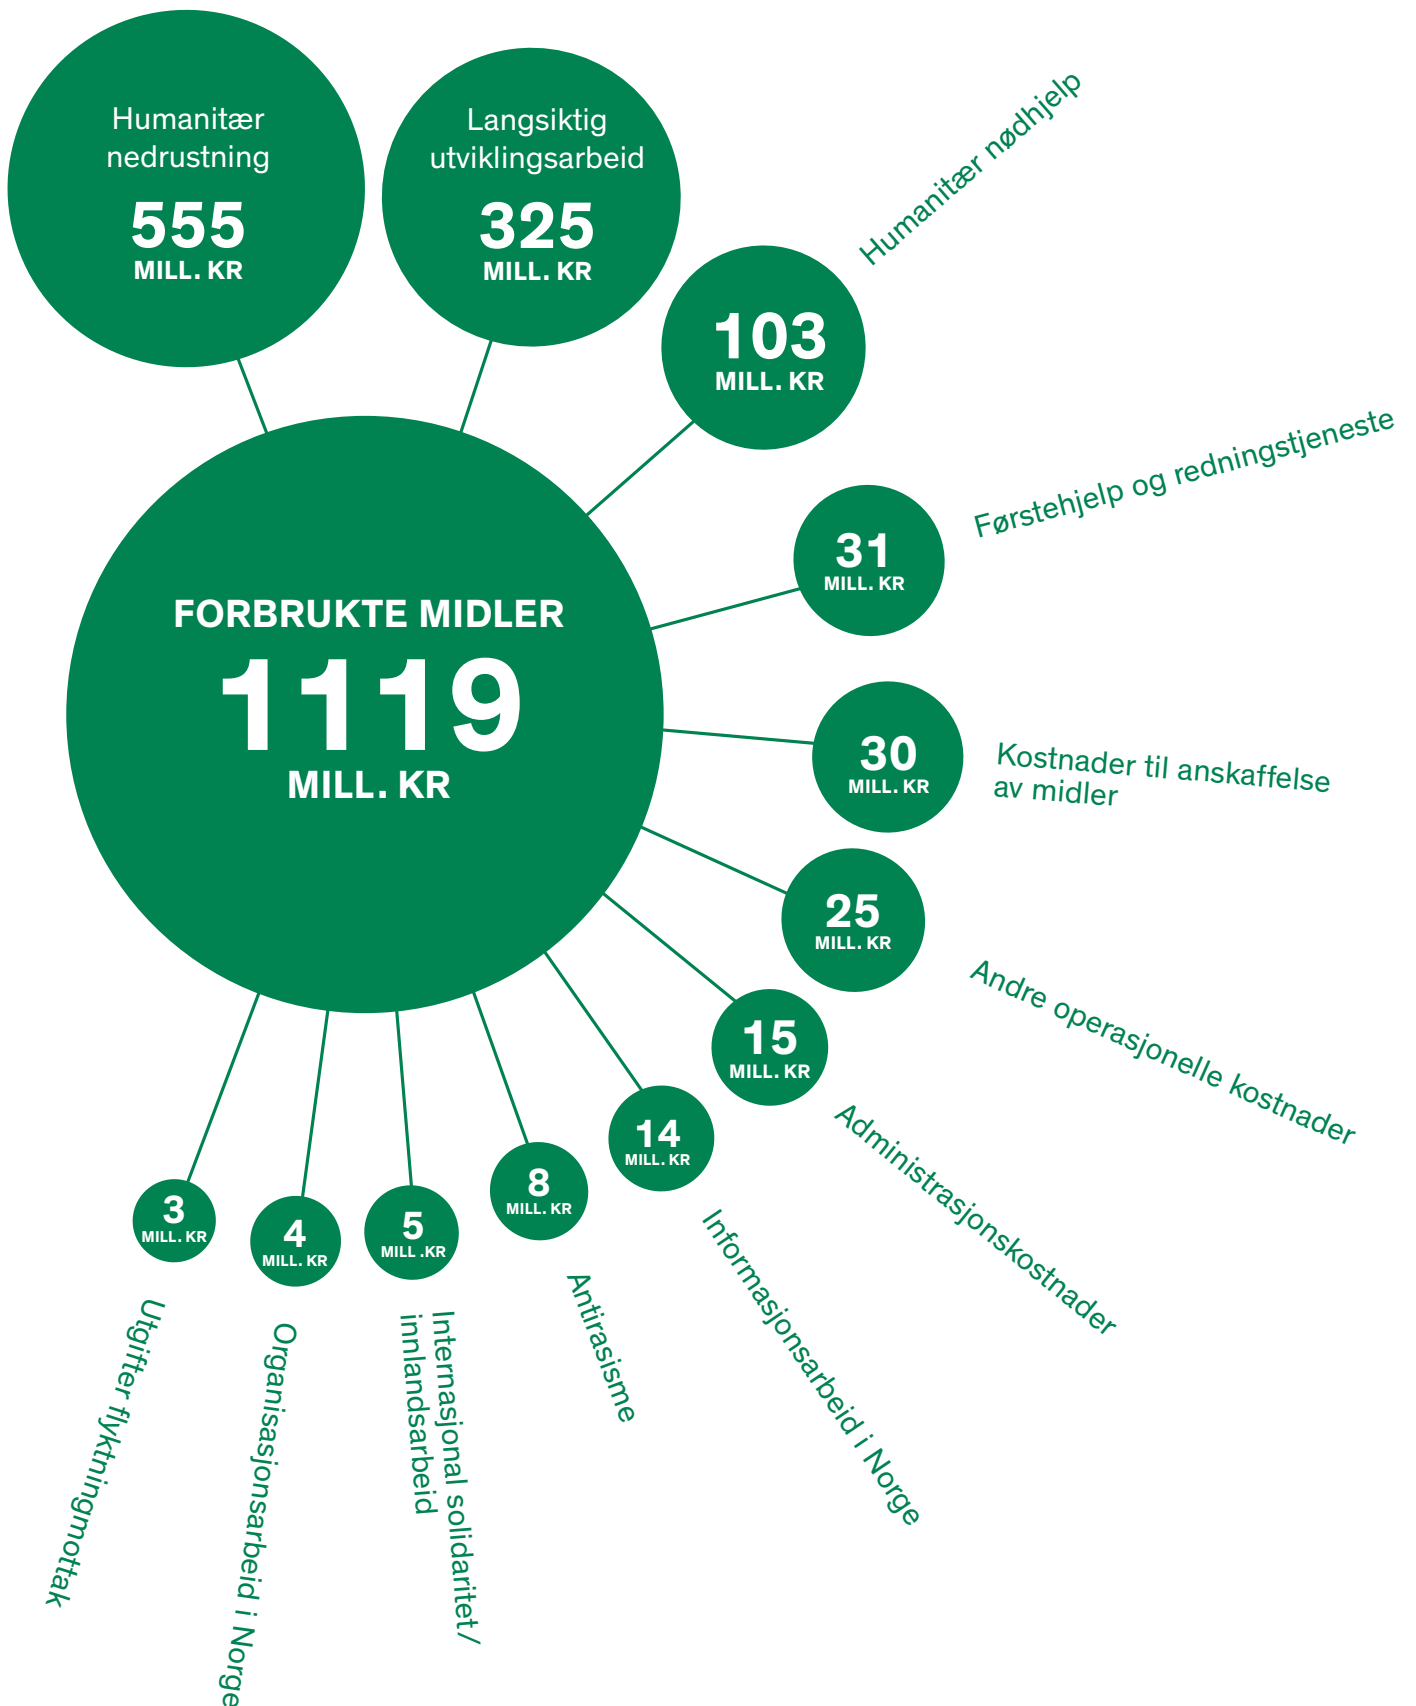 Humanitær
nedrustning
555
MILL. KR
Langsiktig
utviklingsarbeid
325
MILL. KR
Humanitær nødhjelp
103
MILL. KR
Førstehjelp og redningstjeneste
31
MILL. KR
FORBRUKTE MIDLER
1119
MILL. KR
30
MILL. KR
Kostnader til anskaffelse
av midler
25
MILL. KR
Andre operasjonelle kostnader
15
MILL. KR
Administrasjonskostnader
14
MILL. KR
Informasjonsarbeid i Norge
8
MILL. KR
Antirasisme
5
MILL .KR
Internasjonal solidaritet/
innlandsarbeid
4
MILL. KR
Organisasjonsarbeid i Norge
3
MILL. KR
Utgifter flyktningmottak